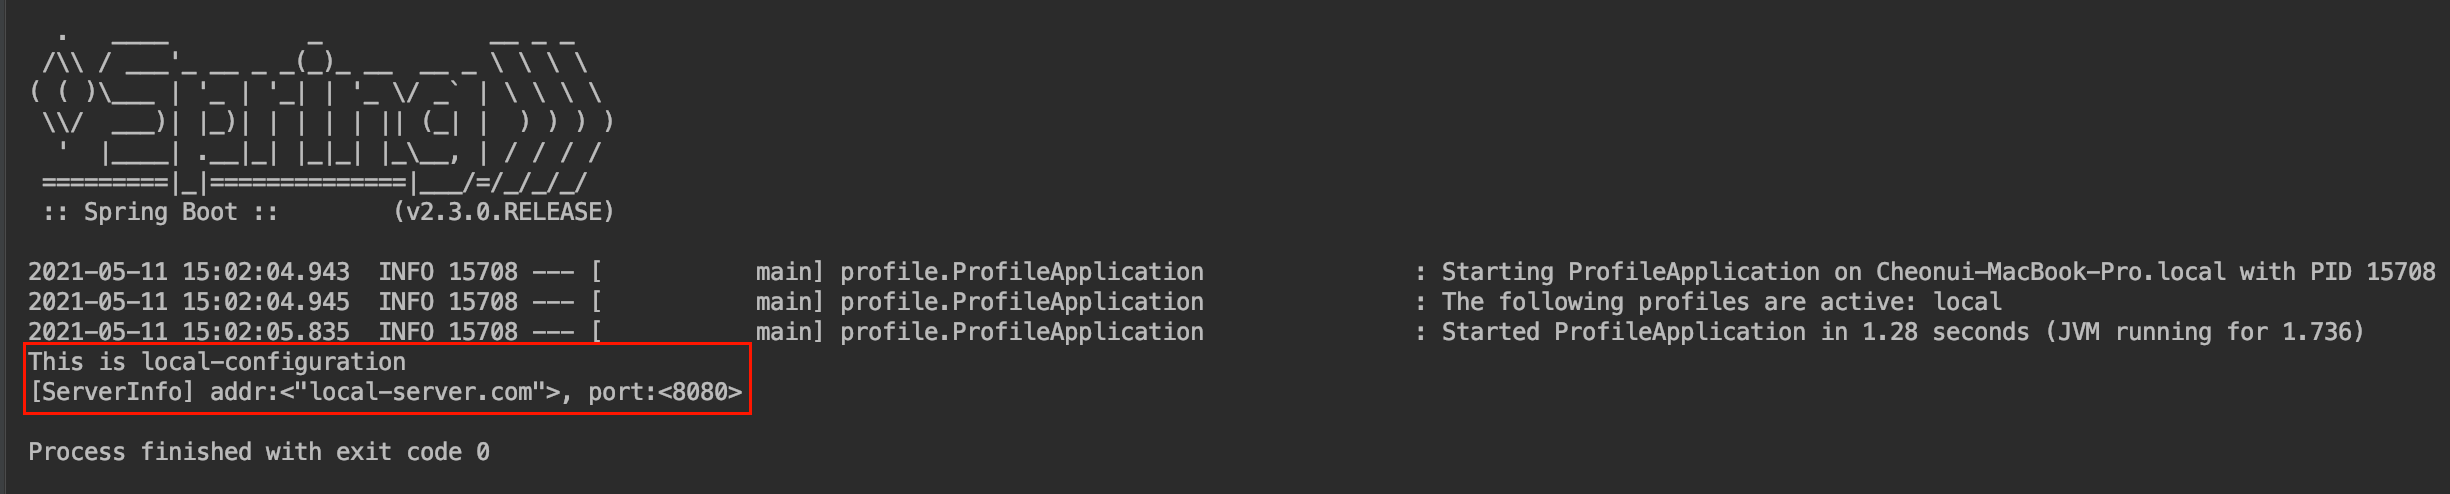 .   ____          _            __ _ _
 /\\ / ___'_ __ _ _(_)_ __  __ _ \ \ \ \
( ( )\___ | '_ | '_| | '_ \/ _` | \ \ \ \
 \\/  ___)| |_)| | | | | || (_| |  ) ) ) )
  '  |____| .__|_| |_|_| |_\__, | / / / /
 =========|_|==============|___/=/_/_/_/
 :: Spring Boot ::        (v2.3.0.RELEASE)
2021-05-11 15:02:04.943  INFO 15708 --- [           main] profile.ProfileApplication               : Starting ProfileApplication on Cheonui-MacBook-Pro.local with PID 15708
2021-05-11 15:02:04.945  INFO 15708 --- [           main] profile.ProfileApplication               : The following profiles are active: local
2021-05-11 15:02:05.835  INFO 15708 --- [           main] profile.ProfileApplication               : Started ProfileApplication in 1.28 seconds (JVM running for 1.736)
This is local-configuration
[ServerInfo] addr:<"local-server.com">, port:<8080>
Process finished with exit code 0